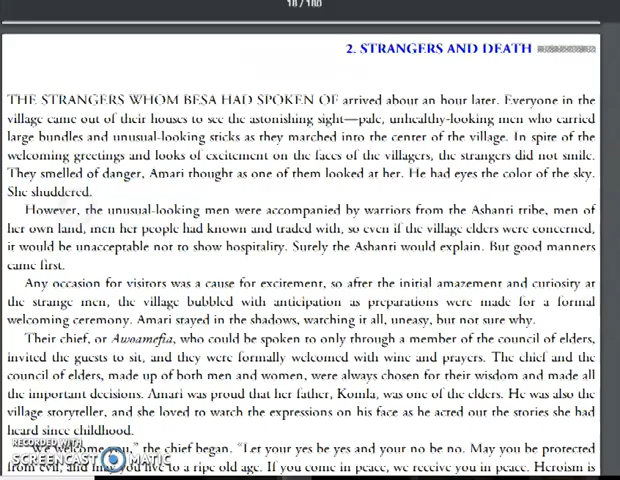 18 / 180
2. STRANGERS AND DEATH
THE STRANGERS WHOM BESA HAD SPOKEN OF arrived about an hour later. Everyone in the
village came out of their houses to see the astonishing sight—pale, unhealthy-looking men who carried
large bundles and unusual-looking sticks as they marched into the center of the village. In spite of the
welcoming greetings and looks of excitement on the faces of the villagers, the strangers did not smile.
They smelled of danger, Amari thought as one of them looked at her. He had eyes the color of the sky.
She shuddered.
However, the unusual-looking men were accompanied by warriors from the Ashanti tribe, men of
her own land, men her people had known and traded with, so even if the village elders were concerned,
it would be unacceptable not to show hospitality. Surely the Ashanti would explain. But good manners
came first.
Any occasion for visitors was a cause for excitement, so after the initial amazement and curiosity at
the strange men, the village bubbled with anticipation as preparations were made for a formal
welcoming ceremony. Amari stayed in the shadows, watching it all, uneasy, but not sure why.
Their chief, or Awoamefia, who could be spoken to only through a member of the council of elders,
invited the guests to sit, and they were formally welcomed with wine and prayers. The chief and the
council of elders, made up of both men and women, were always chosen for their wisdom and made all
the important decisions. Amari was proud that her father, Komla, was one of the elders. He was also the
village storyteller, and she loved to watch the expressions on his face as he acted out the stories she had
heard since childhood.
RECORDED WITH
"We welcome you," the chief began. "Let your yes be yes and your no be no. May you be protected
SCREENCAST MATIC
from evil, and may you live to a ripe old age. If you come in peace, we receive you in peace. Heroism is